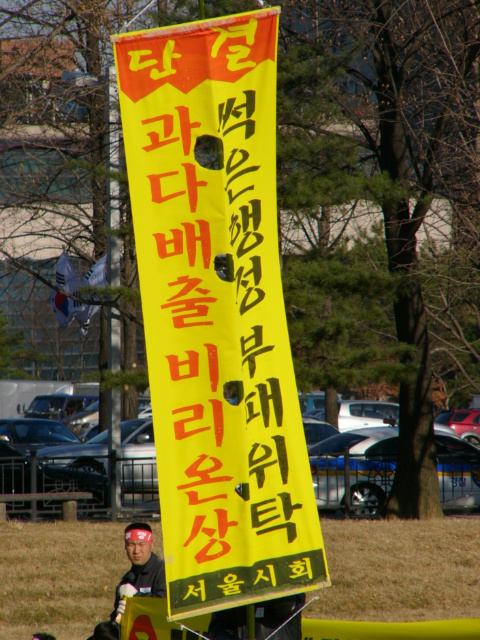 단결
썩은행정부대위탁
과다배출비리온상
서울시회